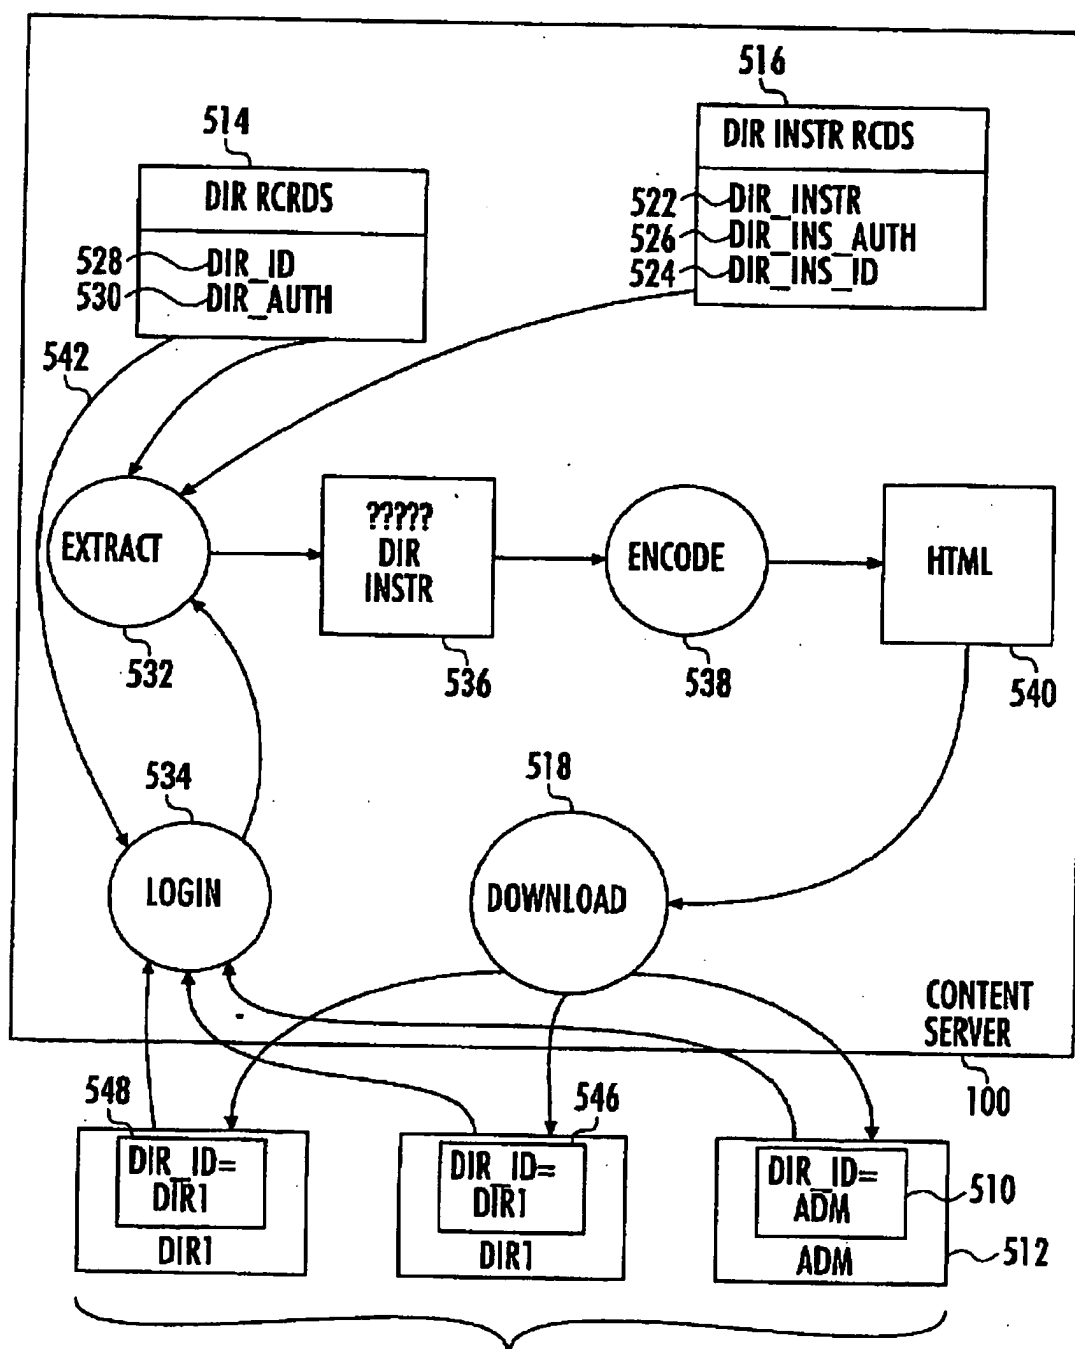 516
514
DIR INSTR RCDS
DIR RCRDS
522 DIR_INSTR
526 DIR_INS_AUTH
524 DIR_INS_ID
528 DIR_ID
530 DIR_AUTH
542
EXTRACT
?????
DIR
INSTR
ENCODE
HTML
532
536
538
540
534
518
LOGIN
DOWNLOAD
CONTENT
SERVER
100
548
546
DIR_ID=
DIR1
DIR1
DIR_ID=
DIR1
DIR1
DIR_ID=
ADM
510
ADM
512